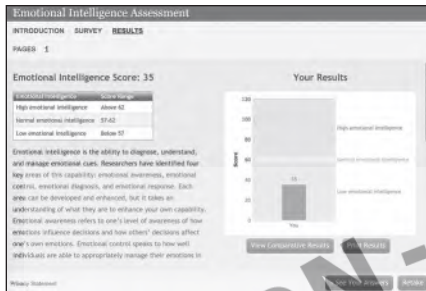 Emotional Intelligence Assessment
INTRODUCTION SURVEY RESULTS
PAGES 1
Emotional Intelligence Score: 35
Emotional Intelligence Score Range
High emotional intelligence Above 62
Normal emotional intelligence 57-62
Low emotional intelligence Below 57
Emotional intelligence is the ability to diagnose, understand,
and manage emotional cues. Researchers have identified four
key areas of this capability: emotional awareness, emotional
control, emotional diagnosis, and emotional response. Each
area can be developed and enhanced, but it takes an
understanding of what they are to enhance your own capability.
Emotional awareness refers to one's level of awareness of how
emotions influence decisions and how others' decisions affect
one's own emotions. Emotional control speaks to how well
individuals are able to appropriately manage their emotions in
Your Results
Score
120
100
80
60
40
20
0
35
You
High emotional intelligence
Normal emotional intelligence
Low emotional intelligence
View Comparative Results
Print Results
Privacy Statement
See Your Answers
Retake
ON -